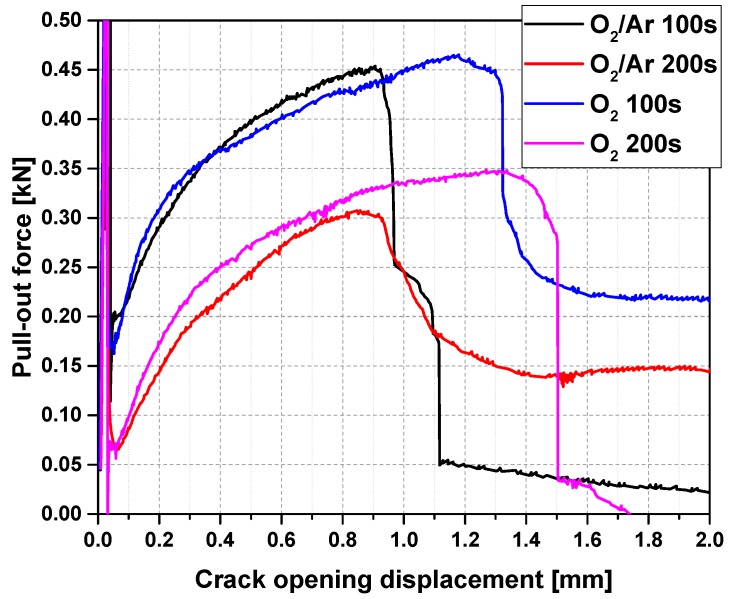 O2/Ar 100s
O2/Ar 200s
O2 100s
O2 200s
0.50
0.45
0.40
0.35
0.30
0.25
0.20
0.15
0.10
0.05
0.00
Pull-out force [kN]
0.0 0.2 0.4 0.6 0.8 1.0 1.2 1.4 1.6 1.8 2.0
Crack opening displacement [mm]